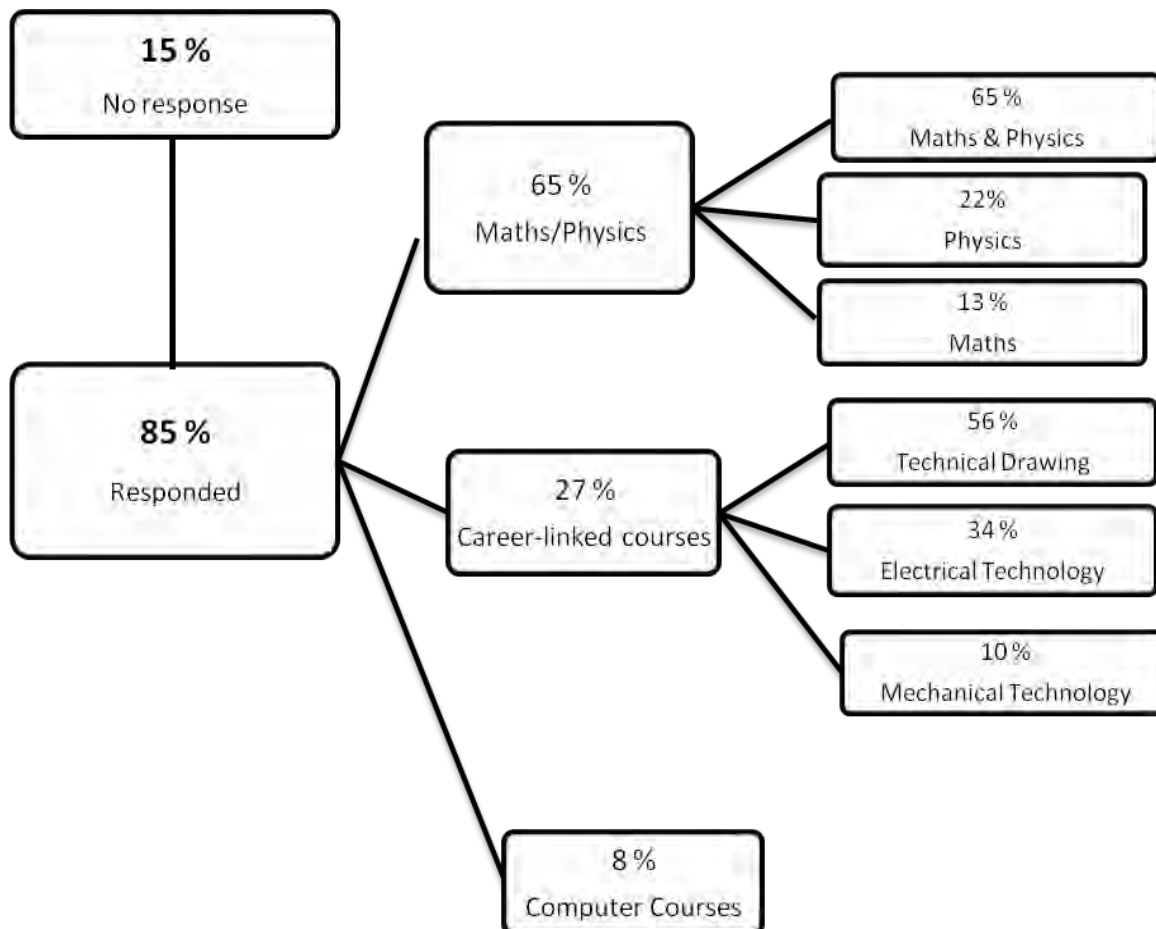 15 %
No response
85 %
Responded
65 %
Maths/Physics
65 %
Maths & Physics
22%
Physics
13 %
Maths
27 %
Career-linked courses
56 %
Technical Drawing
34 %
Electrical Technology
10 %
Mechanical Technology
8 %
Computer Courses